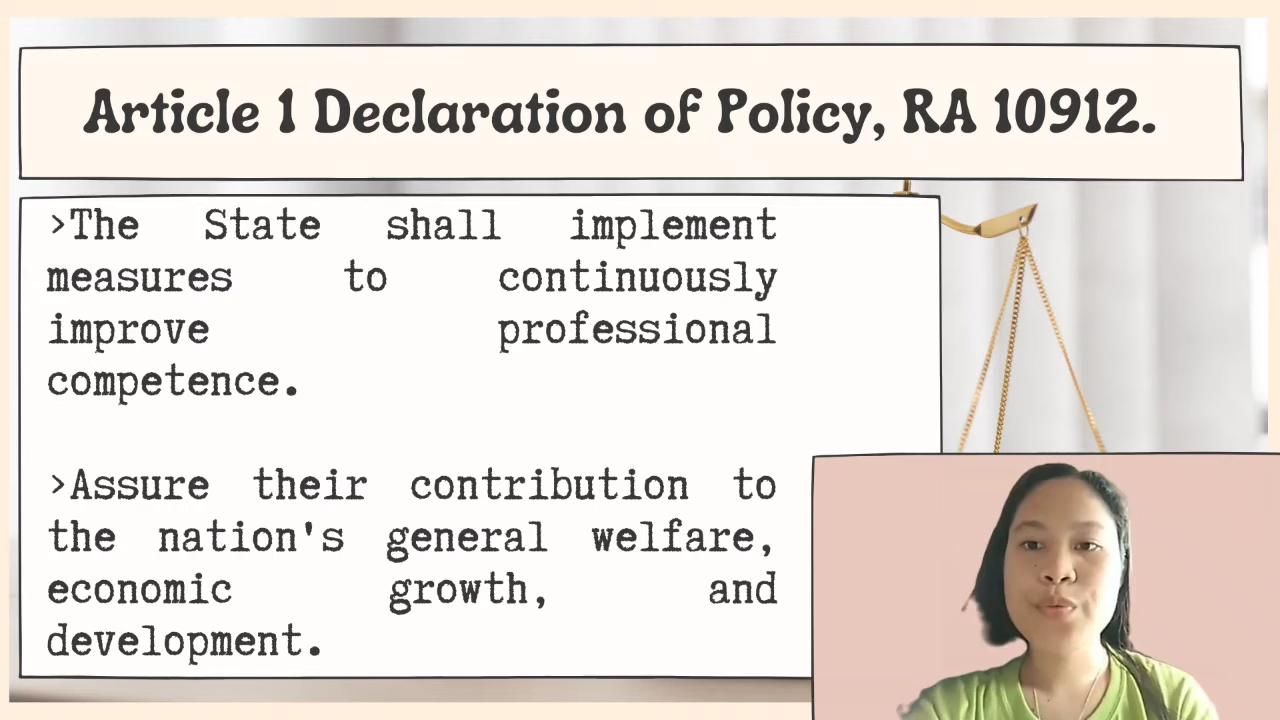 Article 1 Declaration of Policy, RA 10912.
>The State shall implement
measures to continuously
improve professional
competence.
>Assure their contribution to
the nation's general welfare,
economic growth, and
development.